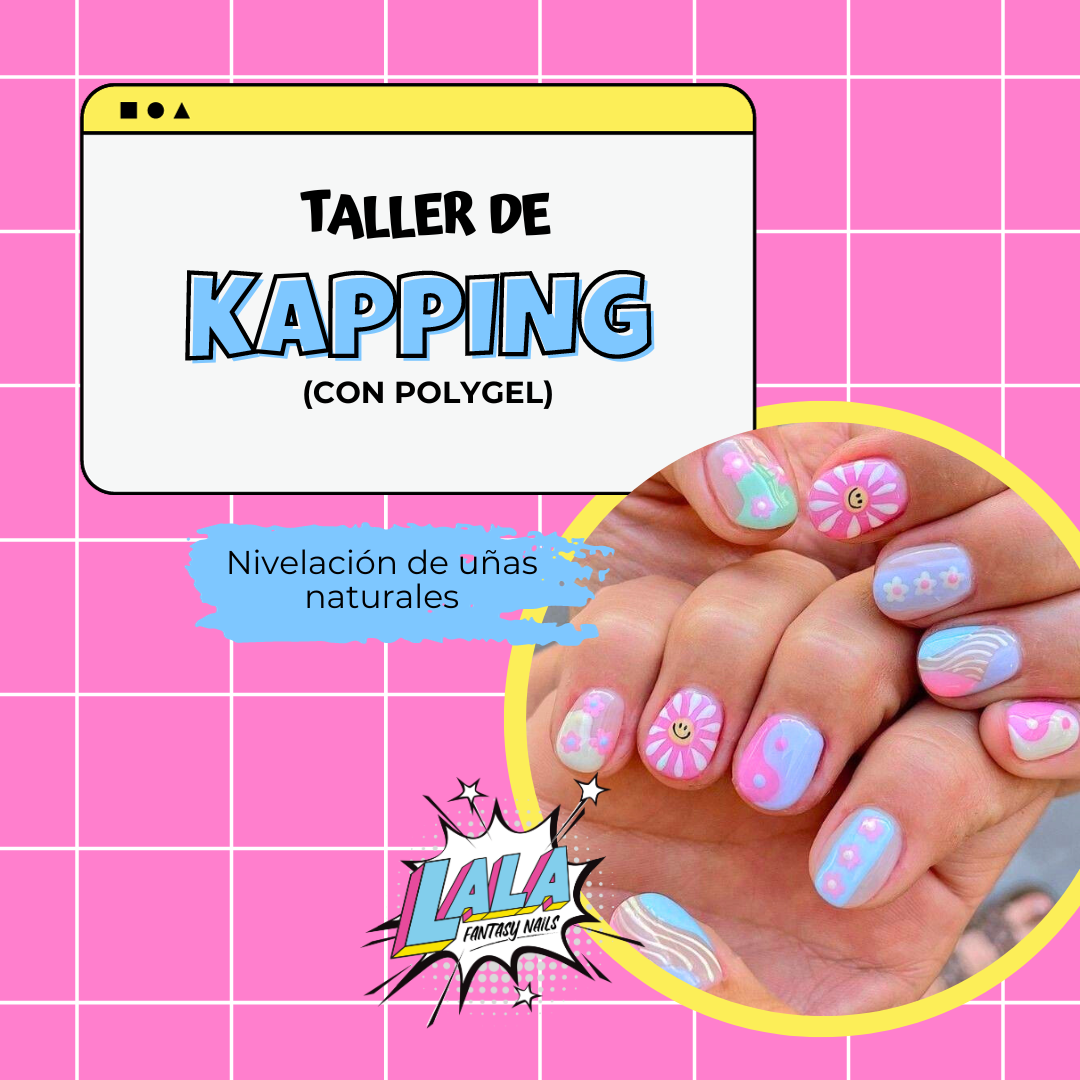 TALLER DE
KAPPING
(CON POLYGEL)
Nivelación de uñas
naturales
LALA
FANTASY NAILS